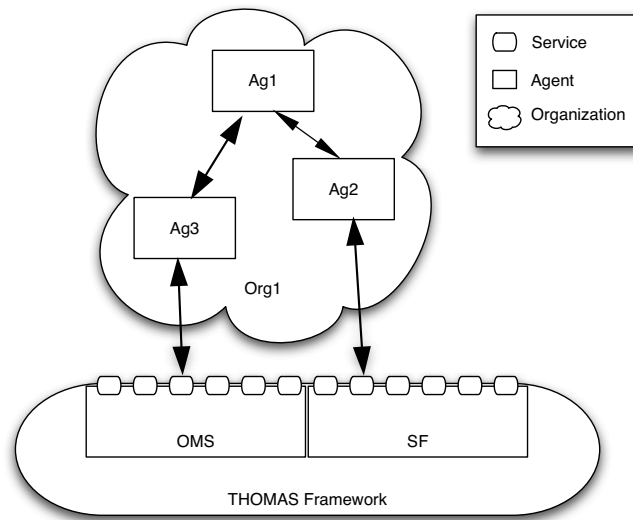 Ag1
Ag2
Ag3
Org1
Service
Agent
Organization
OMS
SF
THOMAS Framework